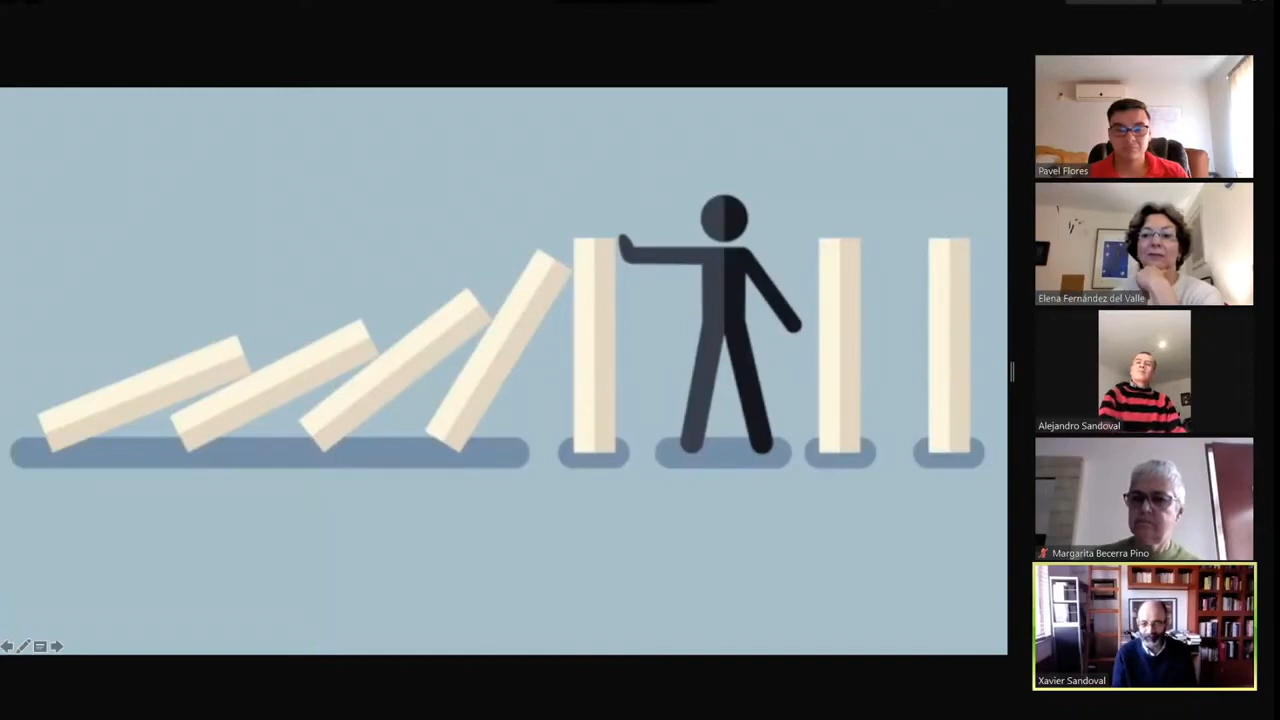 Pavel Flores
Elena Fernández del Valle
Alejandro Sandoval
Margarita Becerra Pino
Xavier Sandoval